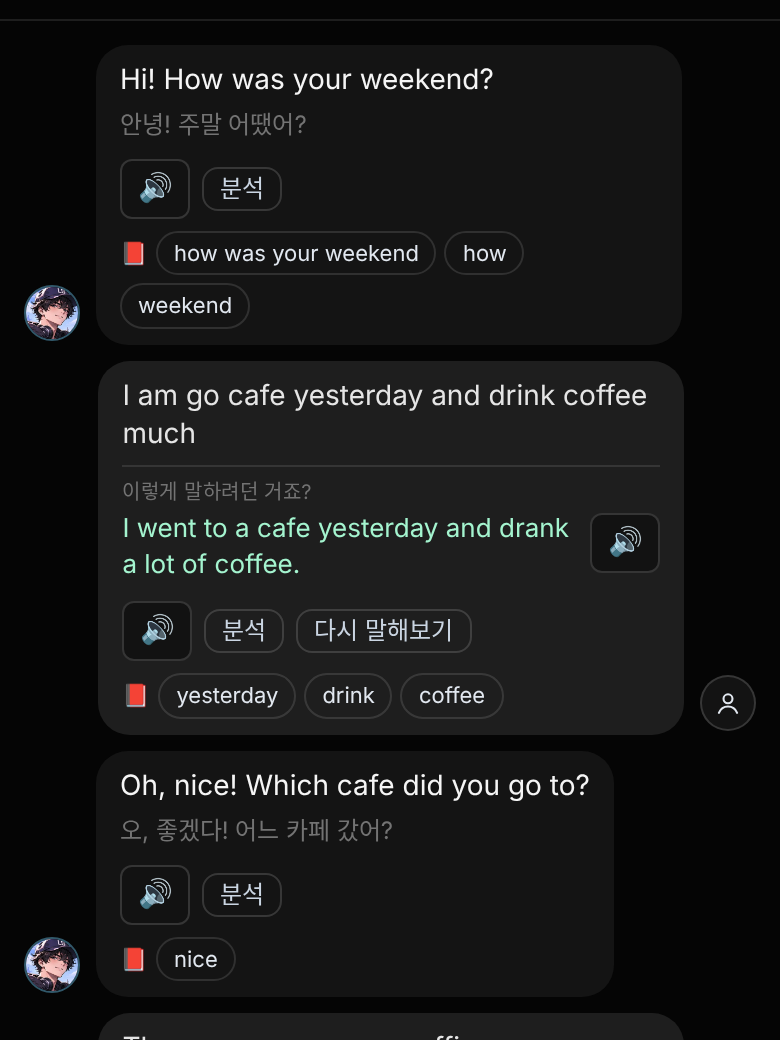 Hi! How was your weekend?
안녕! 주말 어땠어?
분석
how was your weekend
how
weekend
I am go cafe yesterday and drink coffee
much
이렇게 말하려던 거죠?
I went to a cafe yesterday and drank
a lot of coffee.
분석
다시 말해보기
yesterday
drink
coffee
Oh, nice! Which cafe did you go to?
오, 좋겠다! 어느 카페 갔어?
분석
nice